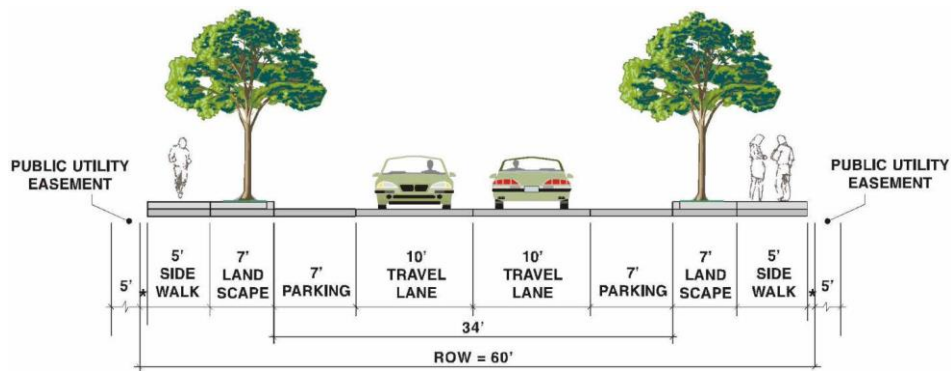 PUBLIC UTILITY
EASEMENT
PUBLIC UTILITY
EASEMENT
5'
*
5'
SIDE
WALK
7'
LAND
SCAPE
7'
PARKING
10'
TRAVEL
LANE
10'
TRAVEL
LANE
7'
PARKING
7'
LAND
SCAPE
5'
SIDE
WALK
*
5'
34'
ROW = 60'